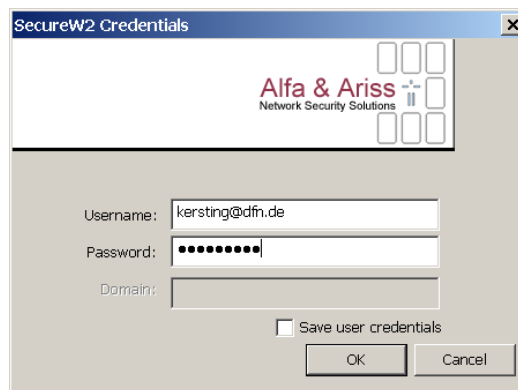 SecureW2 Credentials
Alfa & Ariss
Network Security Solutions
Username: kersting@dfn.de
Password: ●●●●●●●●●
Domain:
Save user credentials
OK Cancel